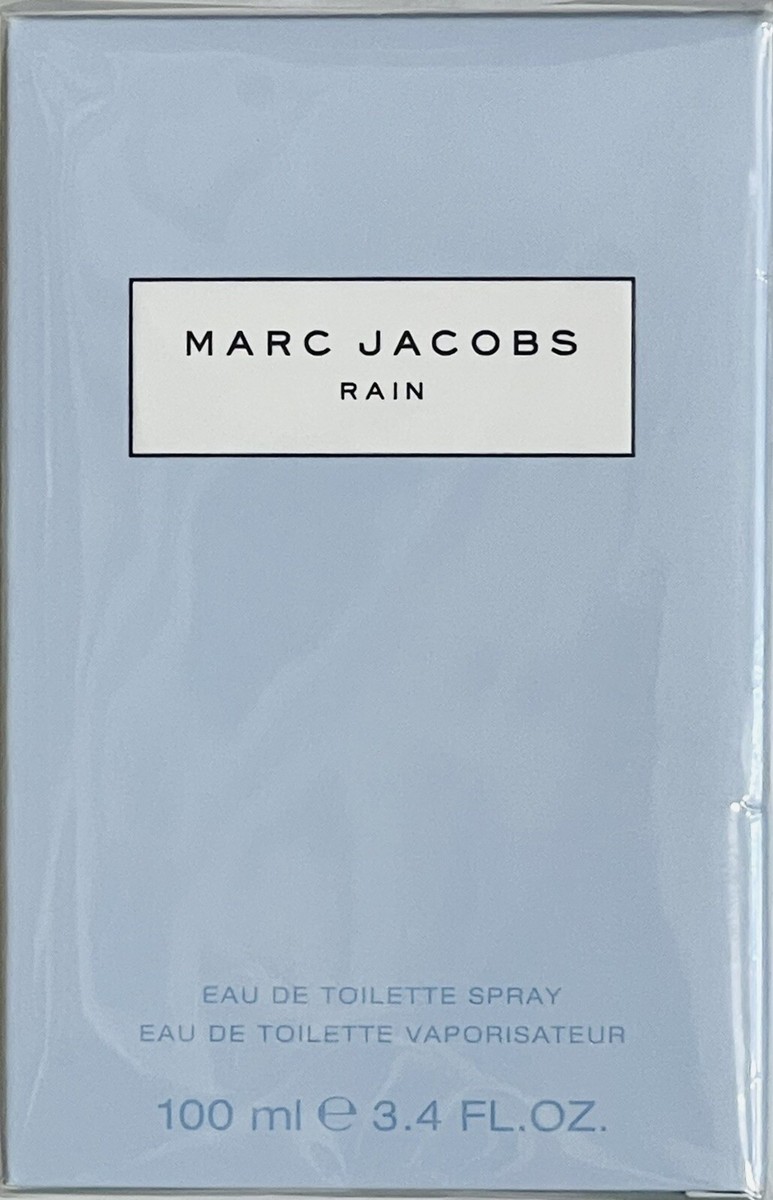 MARC JACOBS
RAIN
EAU DE TOILETTE SPRAY
EAU DE TOILETTE VAPORISATEUR
100 ml ℮ 3.4 FL.OZ.